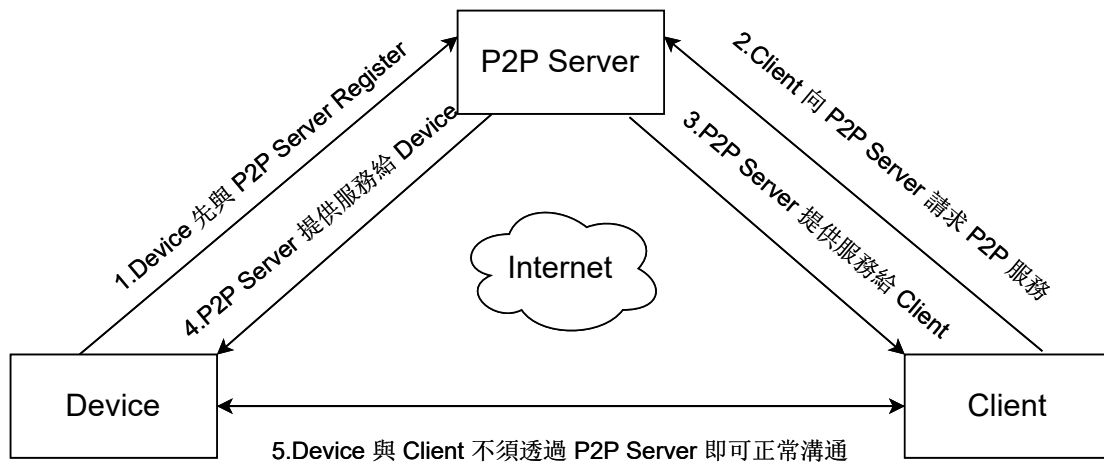 P2P Server
1.Device 先與 P2P Server Register
4.P2P Server 提供服務給 Device
3.P2P Server 提供服務給 Client
2.Client 向 P2P Server 請求 P2P 服務
Internet
Device
Client
5.Device 與 Client 不須透過 P2P Server 即可正常溝通